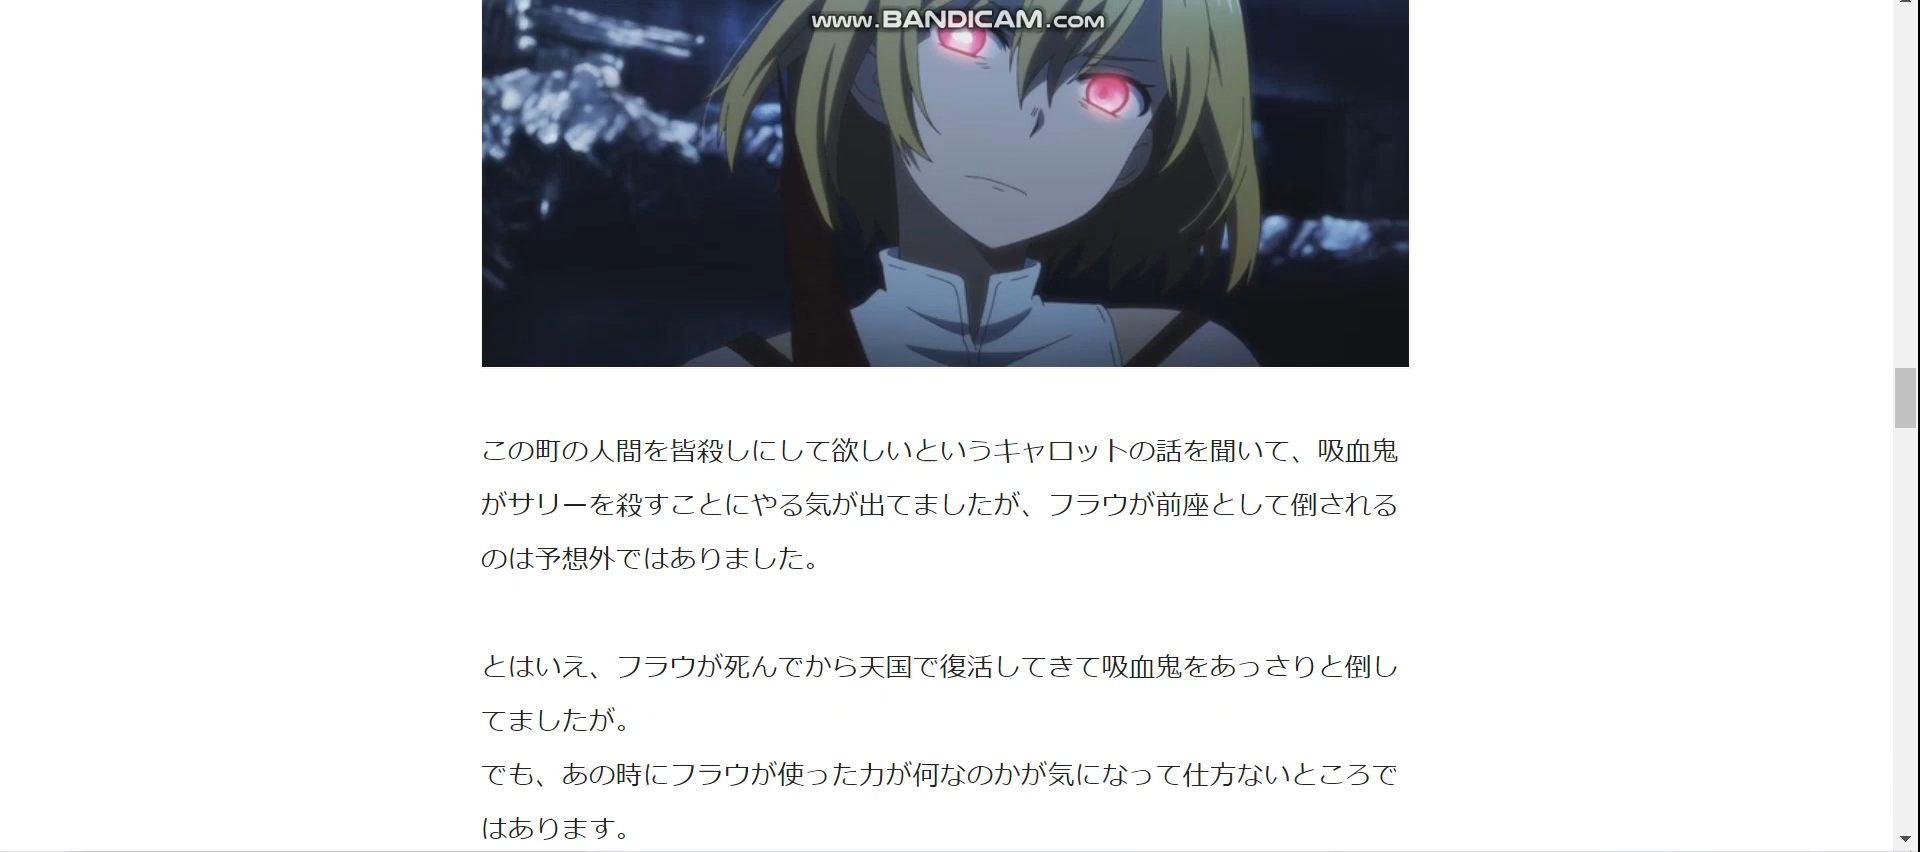 www.BANDICAM.com
この町の人間を皆殺しにして欲しいというキャロットの話を聞いて、吸血鬼
がサリーを殺すことにやる気が出てましたが、フラウが前座として倒される
のは予想外ではありました。
とはいえ、フラウが死んでから天国で復活してきて吸血鬼をあっさりと倒し
てましたが。
でも、あの時にフラウが使った力が何なのかが気になって仕方ないところで
はあります。